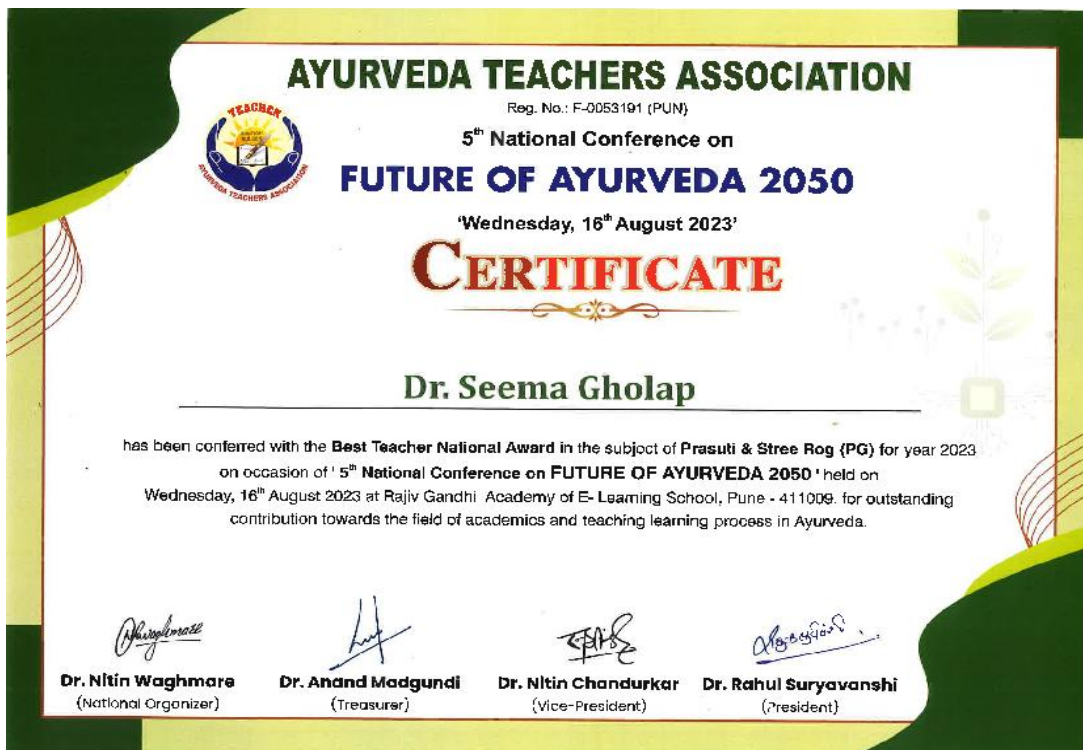 AYURVEDA TEACHERS ASSOCIATION
Reg. No.: F-0053191 (PUN)
5th National Conference on
FUTURE OF AYURVEDA 2050
'Wednesday, 16th August 2023'
TEACHER
AYURVEDA TEACHERS ASSOCIATION
CERTIFICATE
Dr. Seema Gholap
has been conferred with the Best Teacher National Award in the subject of Prasuti & Stree Rog (PG) for year 2023
on occasion of ' 5th National Conference on FUTURE OF AYURVEDA 2050 ' held on
Wednesday, 16th August 2023 at Rajiv Gandhi Academy of E- Learning School, Pune - 411009. for outstanding
contribution towards the field of academics and teaching learning process in Ayurveda.
Dr. Nitin Waghmare
(National Organizer)
Dr. Anand Madgundi
(Treasurer)
Dr. Nitin Chandurkar
(Vice-President)
Dr. Rahul Suryavanshi
(President)